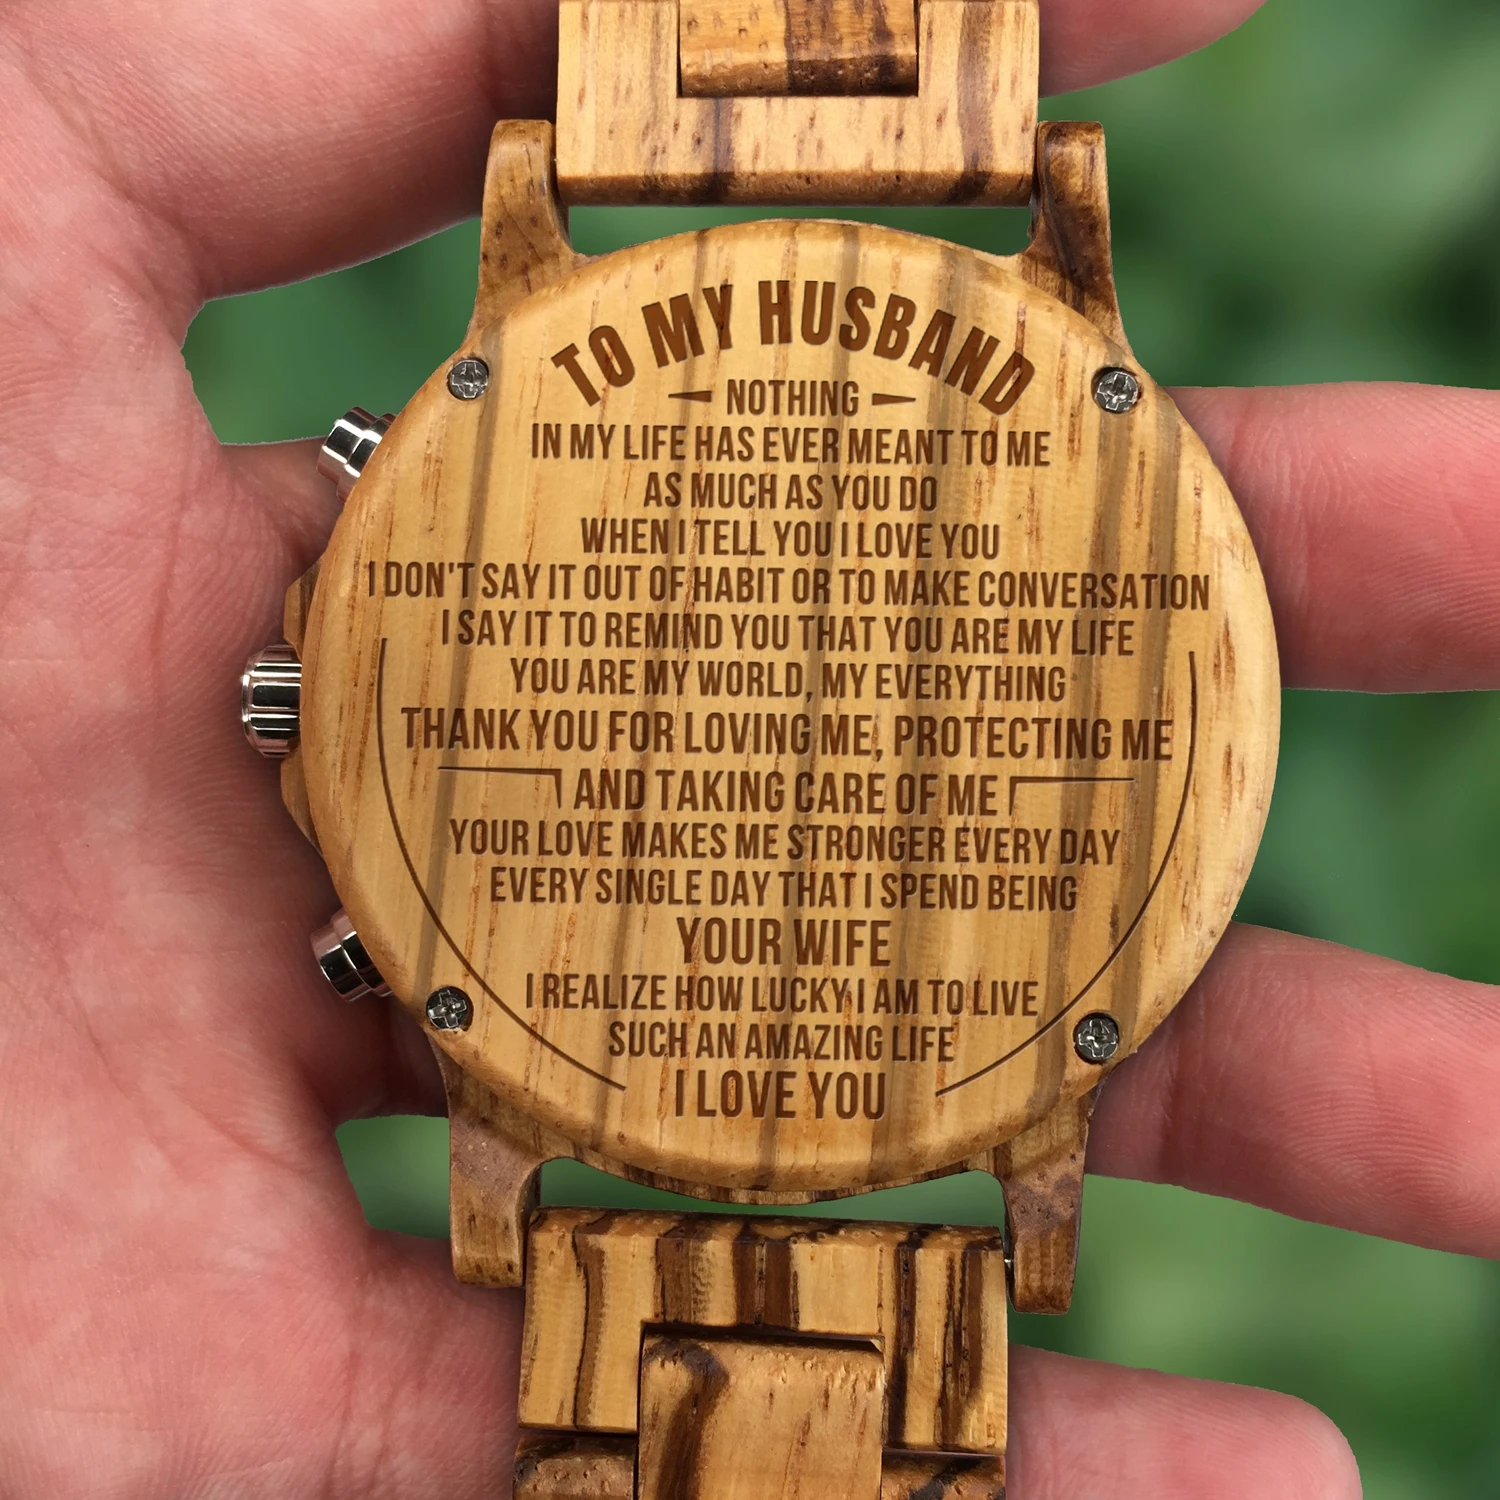 TO MY HUSBAND
NOTHING
IN MY LIFE HAS EVER MEANT TO ME
AS MUCH AS YOU DO
WHEN I TELL YOU I LOVE YOU
I DON'T SAY IT OUT OF HABIT OR TO MAKE CONVERSATION
I SAY IT TO REMIND YOU THAT YOU ARE MY LIFE
YOU ARE MY WORLD, MY EVERYTHING
THANK YOU FOR LOVING ME, PROTECTING ME
AND TAKING CARE OF ME
YOUR LOVE MAKES ME STRONGER EVERY DAY
EVERY SINGLE DAY THAT I SPEND BEING
YOUR WIFE
I REALIZE HOW LUCKY I AM TO LIVE
SUCH AN AMAZING LIFE
I LOVE YOU